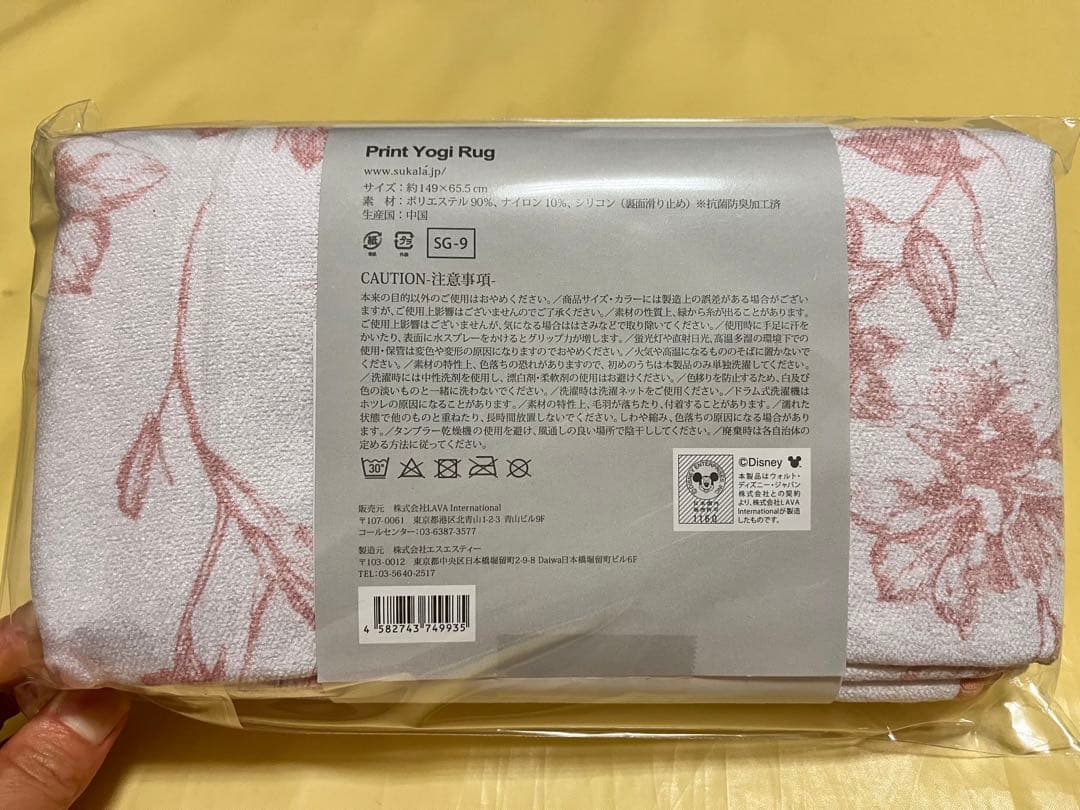 Print Yogi Rug
www.sukala.jp/
サイズ：約149×65.5cm
素　材：ポリエステル90%、ナイロン10%、シリコン（裏面滑り止め）※抗菌防臭加工済
生産国：中国
紙
プラ
外装
SG-9
CAUTION-注意事項-
本来の目的以外のご使用はおやめください。／商品サイズ・カラーには製造上の誤差がある場合がござい
ますが、ご使用上影響はございませんのでご了承ください。／素材の性質上、縁から糸が出ることがあります。
ご使用上影響はございませんが、気になる場合ははさみなどで取り除いてください。／使用時に手足に汗を
かいたり、表面に水スプレーをかけるとグリップ力が増します。／蛍光灯や直射日光、高温多湿の環境下での
使用・保管は変色や変形の原因になりますのでおやめください。／火気や高温になるもののそばに置かないで
ください。／素材の特性上、色落ちの恐れがありますので、初めのうちは本製品のみ単独洗濯してください。
／洗濯時には中性洗剤を使用し、漂白剤・柔軟剤の使用はお避けください。／色移りを防止するため、白及び
色の淡いものと一緒に洗わないでください。／洗濯時は洗濯ネットをご使用ください。／ドラム式洗濯機は
ホツレの原因になることがあります。／素材の特性上、毛羽が落ちたり、付着することがあります。／濡れた
状態で他のものと重ねたり、長時間放置しないでください。しわや縮み、色落ちの原因になる場合があり
ます。／タンブラー乾燥機の使用を避け、風通しの良い場所で陰干ししてください。／廃棄時は各自治体の
定める方法に従ってください。
30°
©Disney
本製品はウォルト・
ディズニー・ジャパン
株式会社との契約
より、株式会社LAVA
Internationalが製造
したものです。
1160
販売元　株式会社LAVA International
〒107-0061　東京都港区北青山1-2-3 青山ビル9F
コールセンター：03-6387-3577
製造元　株式会社エスエスティー
〒103-0012　東京都中央区日本橋堀留町2-9-8 Daiwa日本橋堀留町ビル6F
TEL：03-5640-2517
4 582743 749935